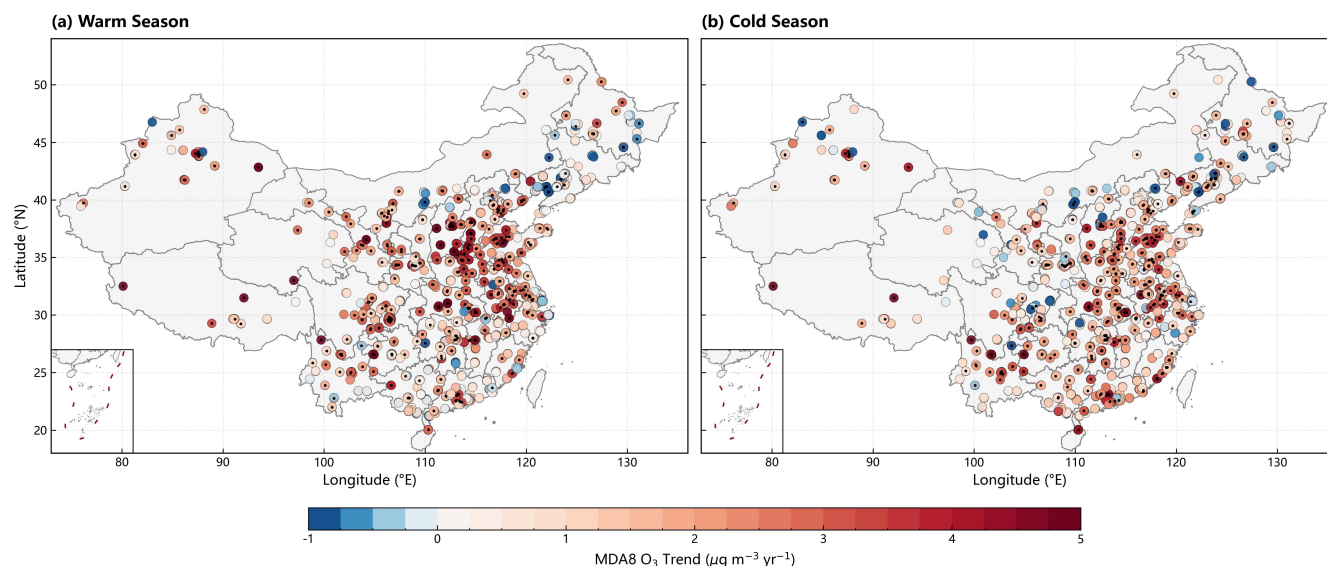 (a) Warm Season
(b) Cold Season
50
45
40
35
30
25
20
Latitude (°N)
80 90 100 110 120 130
80 90 100 110 120 130
Longitude (°E)
Longitude (°E)
-1 0 1 2 3 4 5
MDA8 O₃ Trend (μg m⁻³ yr⁻¹)